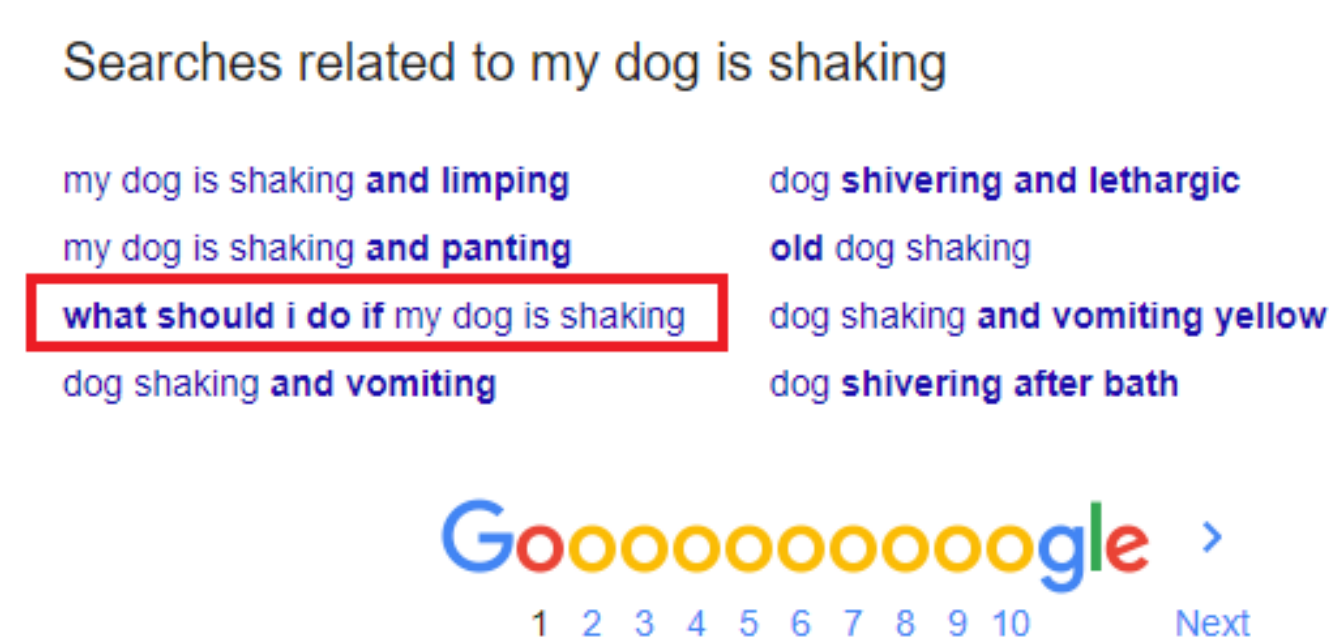 Searches related to my dog is shaking
my dog is shaking and limping
my dog is shaking and panting
what should i do if my dog is shaking
dog shaking and vomiting
dog shivering and lethargic
old dog shaking
dog shaking and vomiting yellow
dog shivering after bath
Goooooooooogle >
1 2 3 4 5 6 7 8 9 10 Next